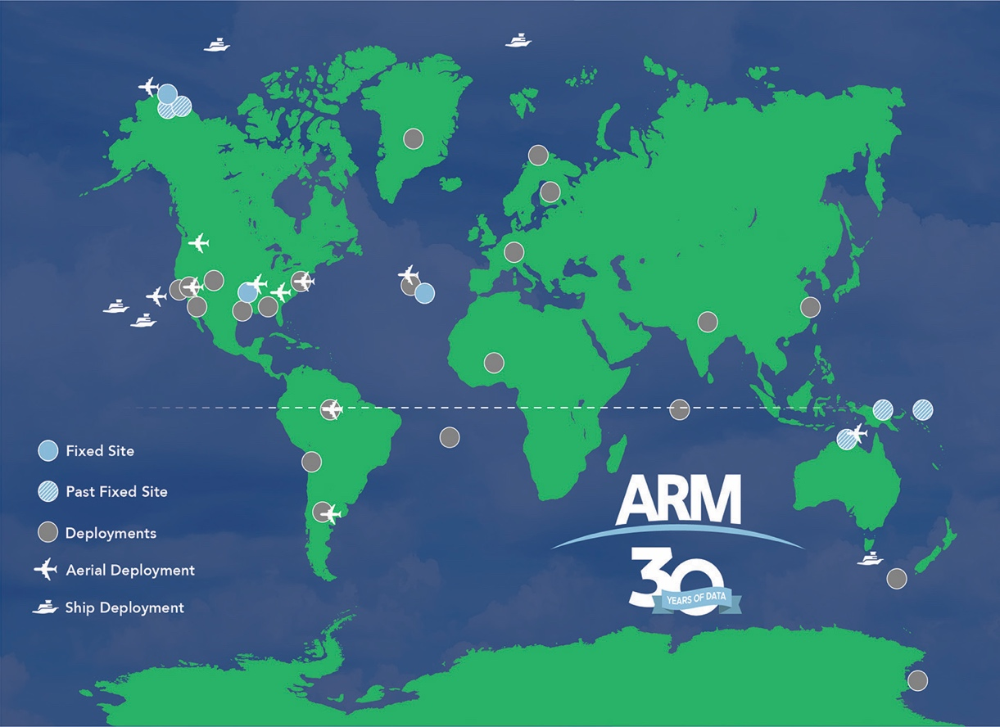 Fixed Site
Past Fixed Site
Deployments
Aerial Deployment
Ship Deployment
ARM
30
YEARS OF DATA